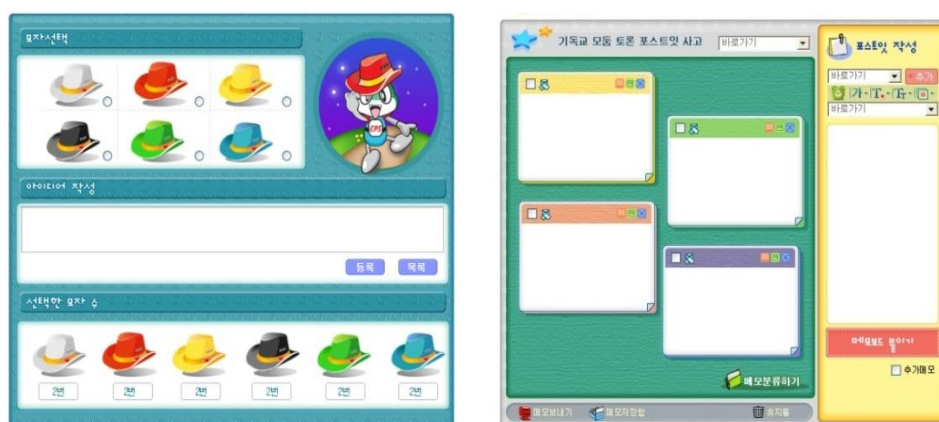 모자선택
CPS
아이디어 작성
등록
목록
선택한 모자 수
2번
2번
2번
2번
2번
2번
기독교 모둠 토론 포스트잇 사고
바로가기
메모분류하기
메모보내기
메모저장함
휴지통
포스트잇 작성
바로가기
+추가
가
T
Tт
바로가기
메모보드 붙이기
추가메모